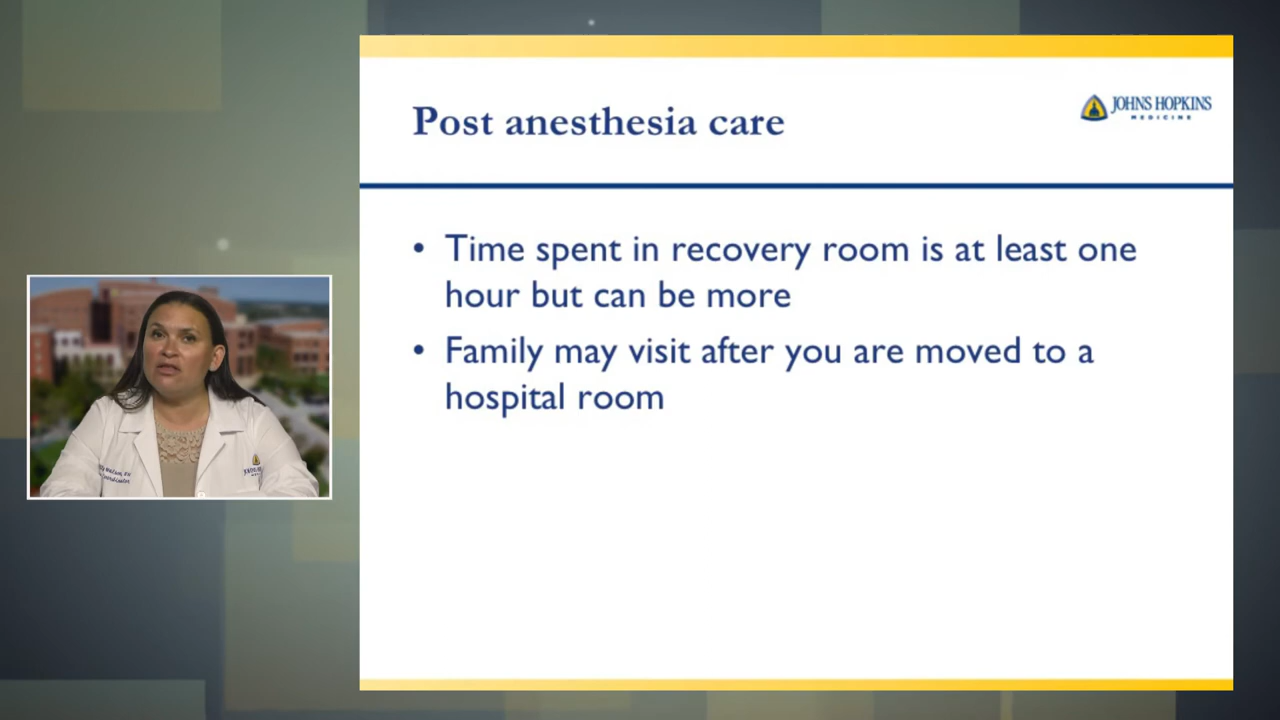 Post anesthesia care
JOHNS HOPKINS
MEDICINE
• Time spent in recovery room is at least one
hour but can be more
• Family may visit after you are moved to a
hospital room